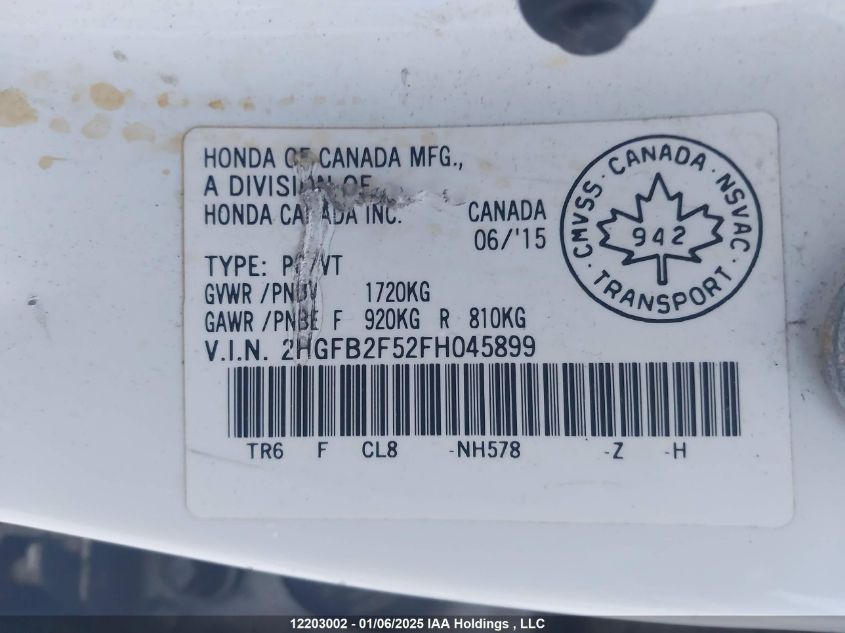 HONDA OF CANADA MFG.,
A DIVISION OF
HONDA CANADA INC.
CANADA
06/'15
CMVSS · CANADA · NSVAC · TRANSPORT ·
942
TYPE: VT
GVWR /PNBV 1720KG
GAWR /PNBE F 920KG R 810KG
V.I.N. 2HGFB2F52FH045899
TR6 F CL8 -NH578 -Z -H
12203002 - 01/06/2025 IAA Holdings , LLC